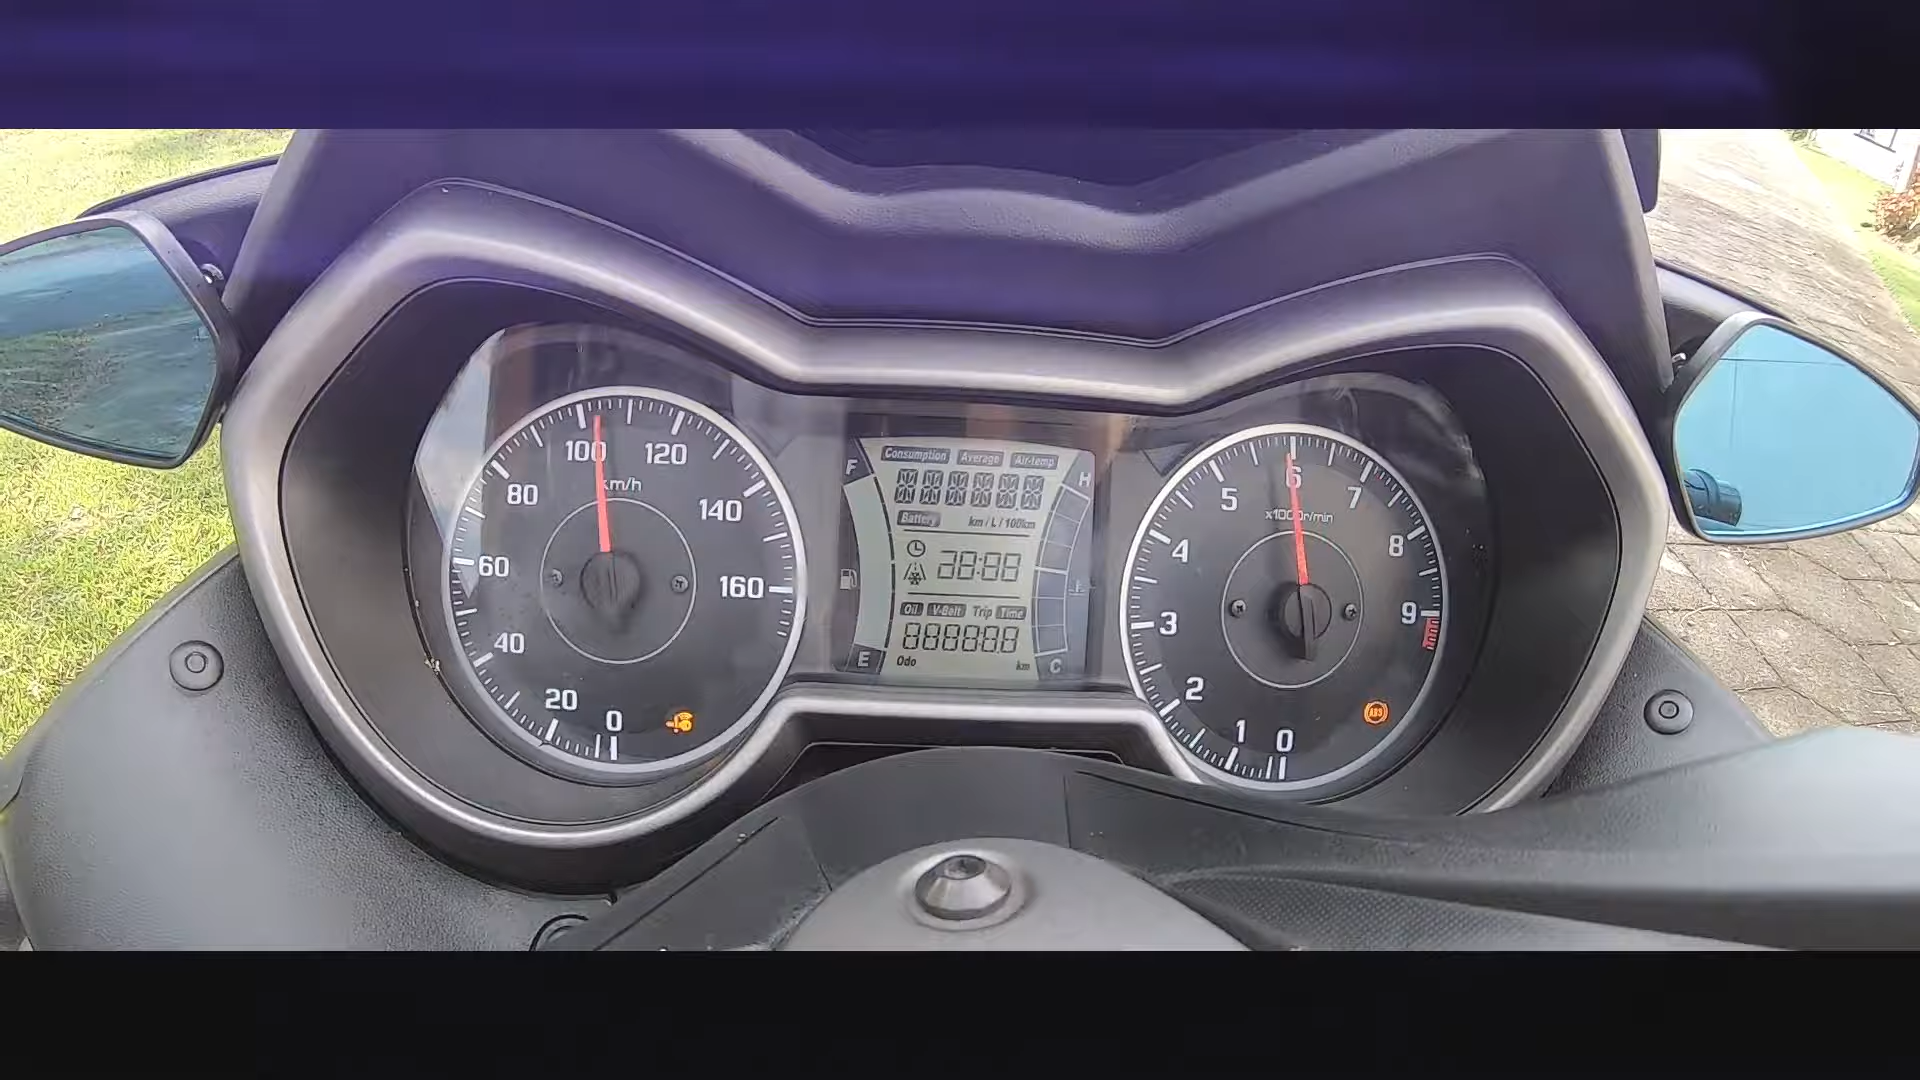 100 120
km/h
80 140
60 160
40
20 0
F H
Consumption Average Air-temp
Battery km / L / 100km
28:88
Oil V-Belt Trip Time
888888
E Odo km C
6
5 7
x1000r/min
4 8
3 9
2
1 0
ABS